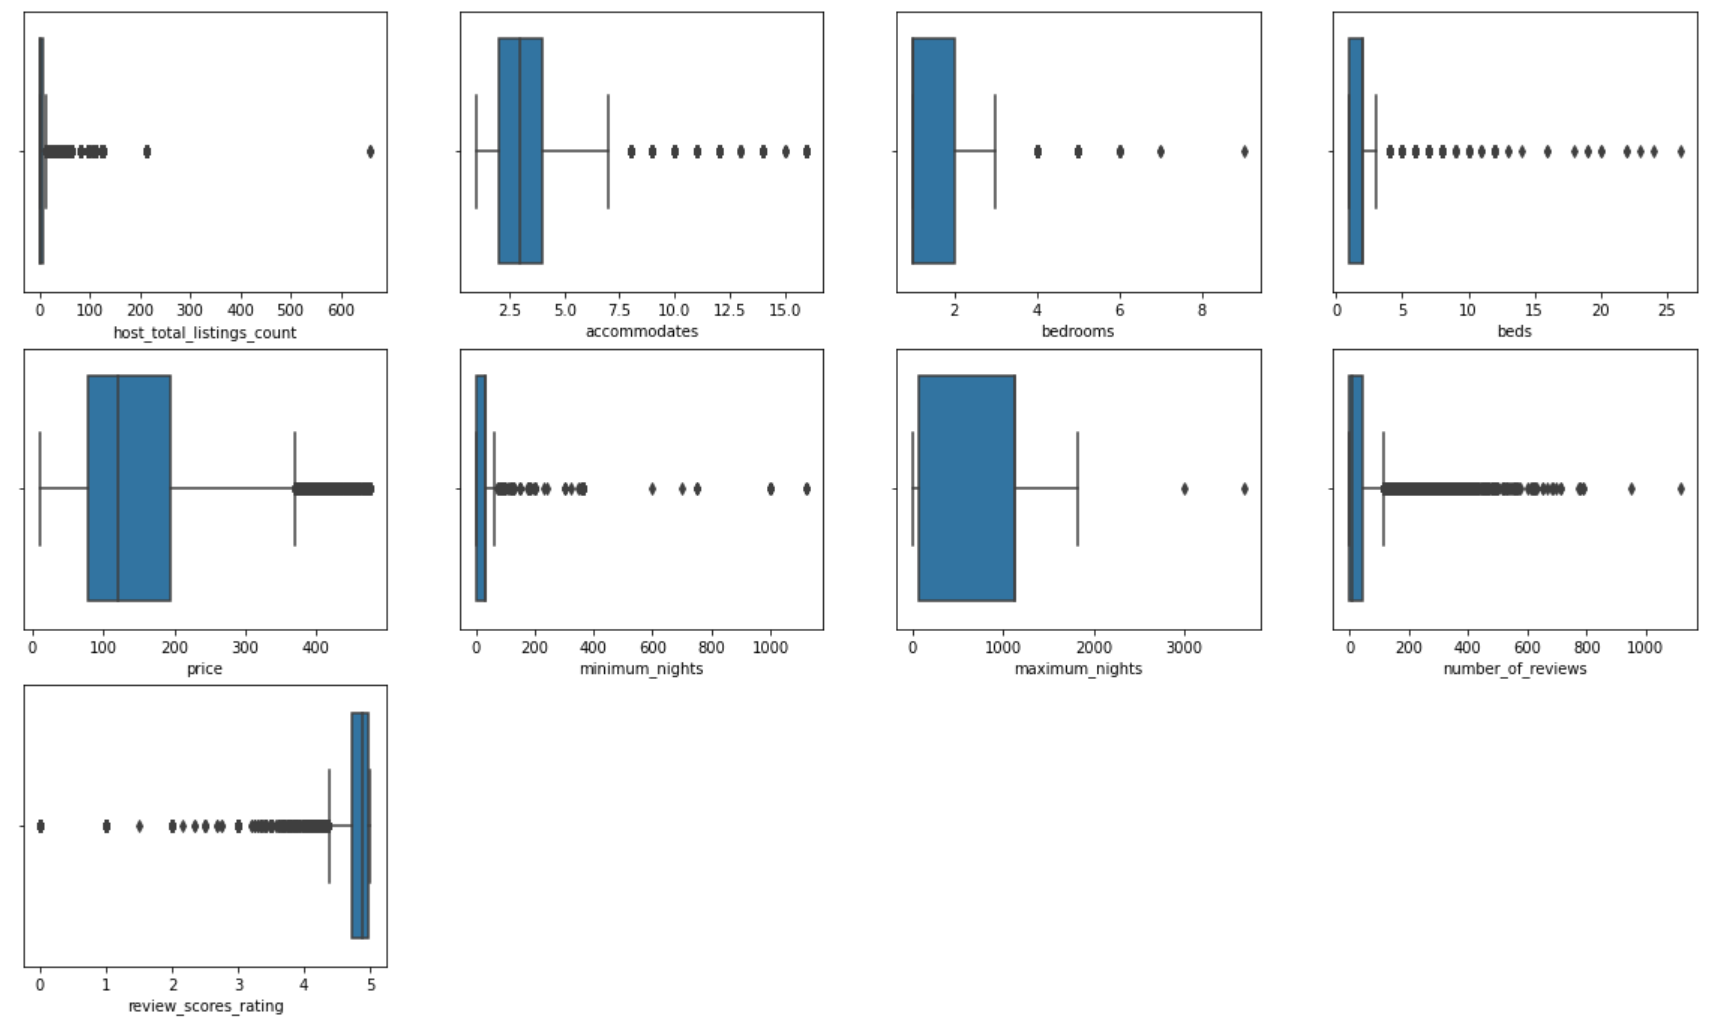 0 100 200 300 400 500 600
host_total_listings_count
2.5 5.0 7.5 10.0 12.5 15.0
accommodates
2 4 6 8
bedrooms
0 5 10 15 20 25
beds
0 100 200 300 400
price
0 200 400 600 800 1000
minimum_nights
0 1000 2000 3000
maximum_nights
0 200 400 600 800 1000
number_of_reviews
0 1 2 3 4 5
review_scores_rating